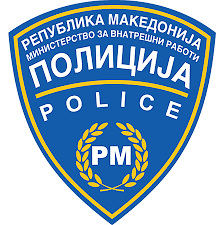 РЕПУБЛИКА МАКЕДОНИЈА
МИНИСТЕРСТВО ЗА ВНАТРЕШНИ РАБОТИ
ПОЛИЦИЈА
POLICE
РМ